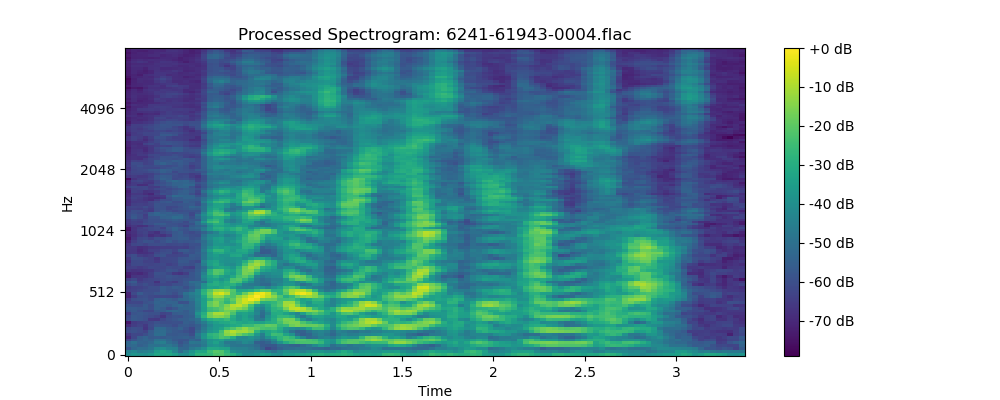 Processed Spectrogram: 6241-61943-0004.flac
Hz
4096
2048
1024
512
0
0
0.5
1
1.5
2
2.5
3
Time
+0 dB
-10 dB
-20 dB
-30 dB
-40 dB
-50 dB
-60 dB
-70 dB